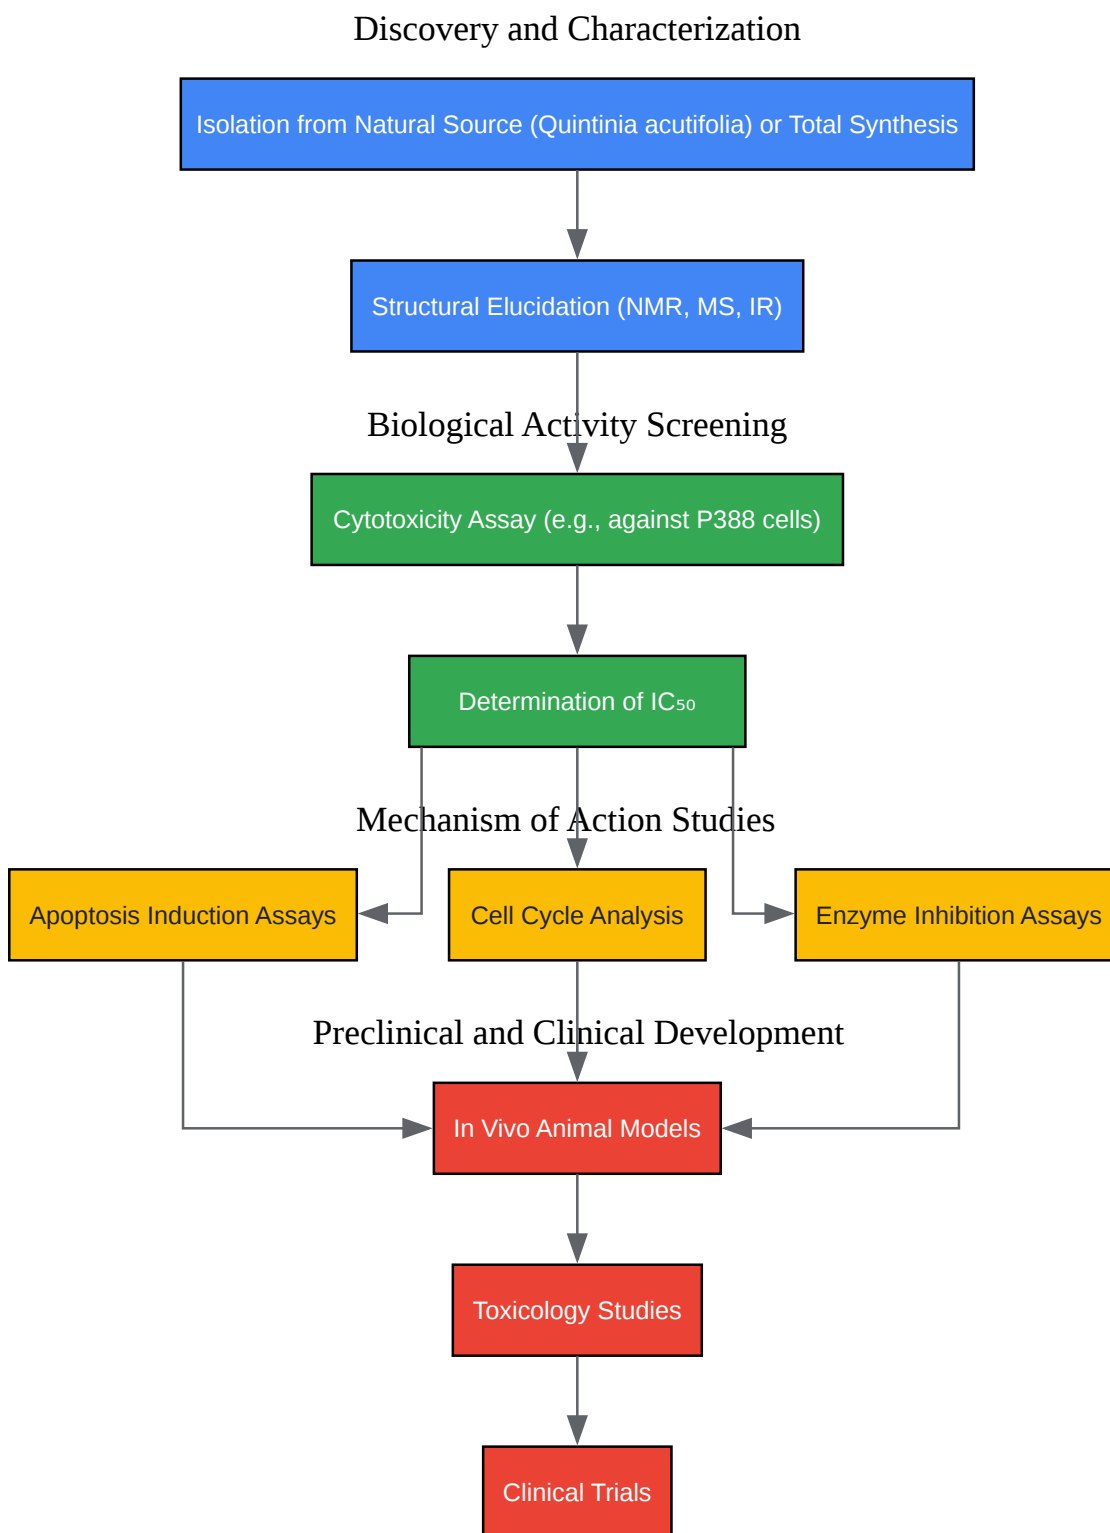 Discovery and Characterization
Isolation from Natural Source (Quintinia acutifolia) or Total Synthesis
Structural Elucidation (NMR, MS, IR)
Biological Activity Screening
Cytotoxicity Assay (e.g., against P388 cells)
Determination of IC₅₀
Mechanism of Action Studies
Apoptosis Induction Assays
Cell Cycle Analysis
Enzyme Inhibition Assays
Preclinical and Clinical Development
In Vivo Animal Models
Toxicology Studies
Clinical Trials